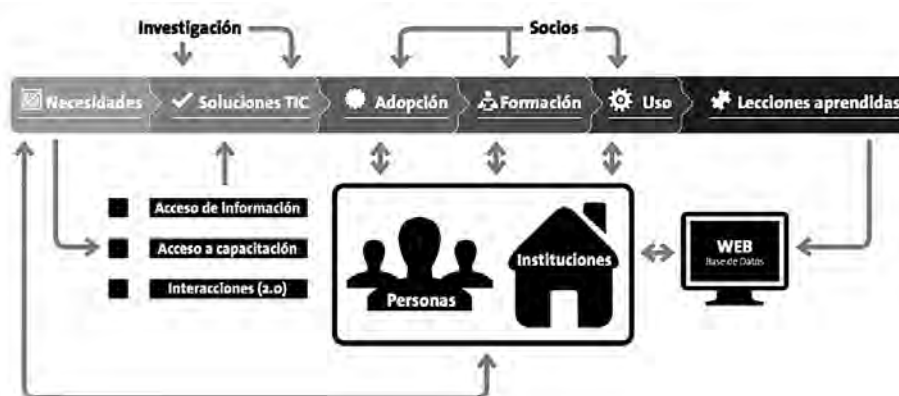 Investigación
Socios
Necesidades
Soluciones TIC
Adopción
Formación
Uso
Lecciones aprendidas
Acceso de información
Acceso a capacitación
Interacciones (2.0)
Personas
Instituciones
WEB
Base de Datos